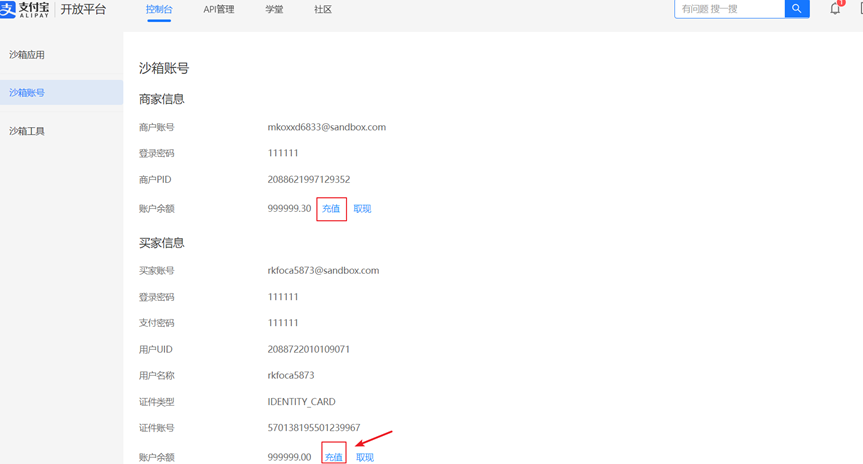 支付宝 ALIPAY 开放平台 控制台 API管理 学堂 社区 有问题 搜一搜 1
沙箱应用
沙箱账号
沙箱工具
沙箱账号
商家信息
商户账号 mkoxxd6833@sandbox.com
登录密码 111111
商户PID 2088621997129352
账户余额 999999.30 充值 取现
买家信息
买家账号 rkfoca5873@sandbox.com
登录密码 111111
支付密码 111111
用户UID 2088722010109071
用户名称 rkfoca5873
证件类型 IDENTITY_CARD
证件账号 570138195501239967
账户余额 999999.00 充值 取现